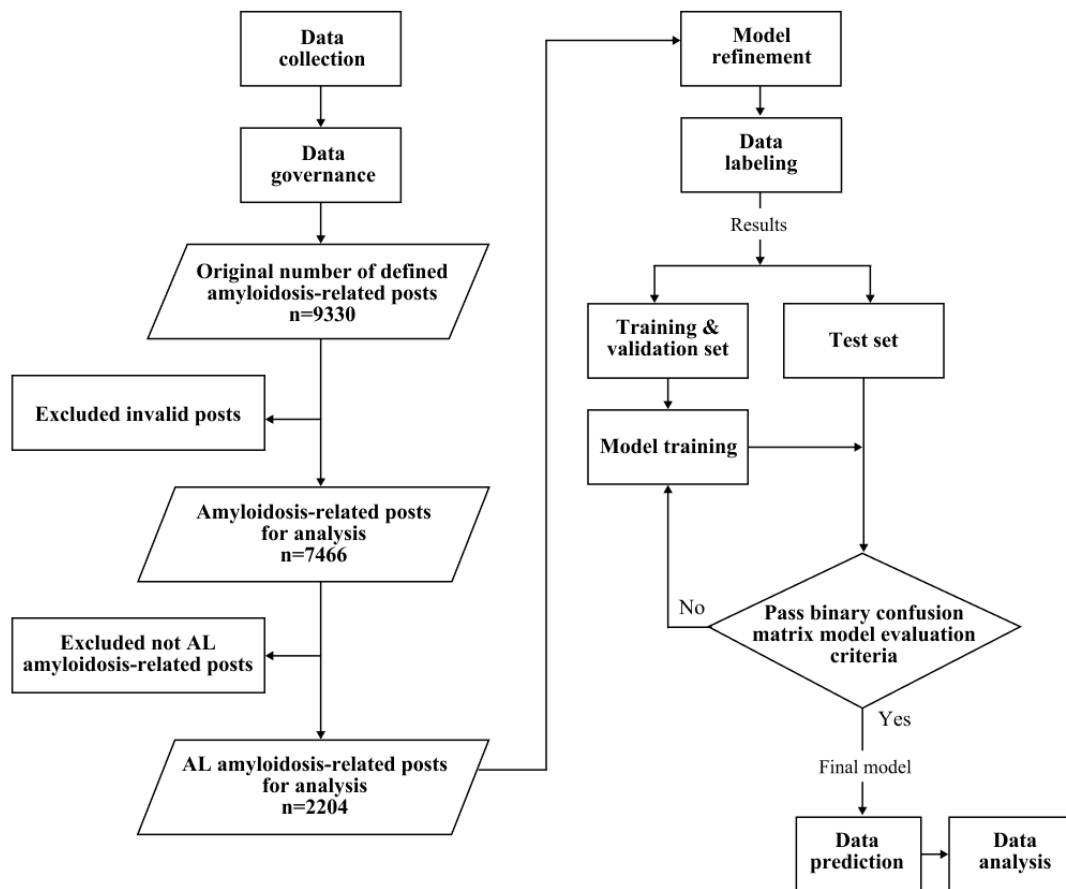 Data
collection
Data
governance
Original number of defined
amyloidosis-related posts
n=9330
Excluded invalid posts
Amyloidosis-related posts
for analysis
n=7466
Excluded not AL
amyloidosis-related posts
AL amyloidosis-related posts
for analysis
n=2204
Model
refinement
Data
labeling
Results
Training &
validation set
Test set
Model training
No
Pass binary confusion
matrix model evaluation
criteria
Yes
Final model
Data
prediction
Data
analysis